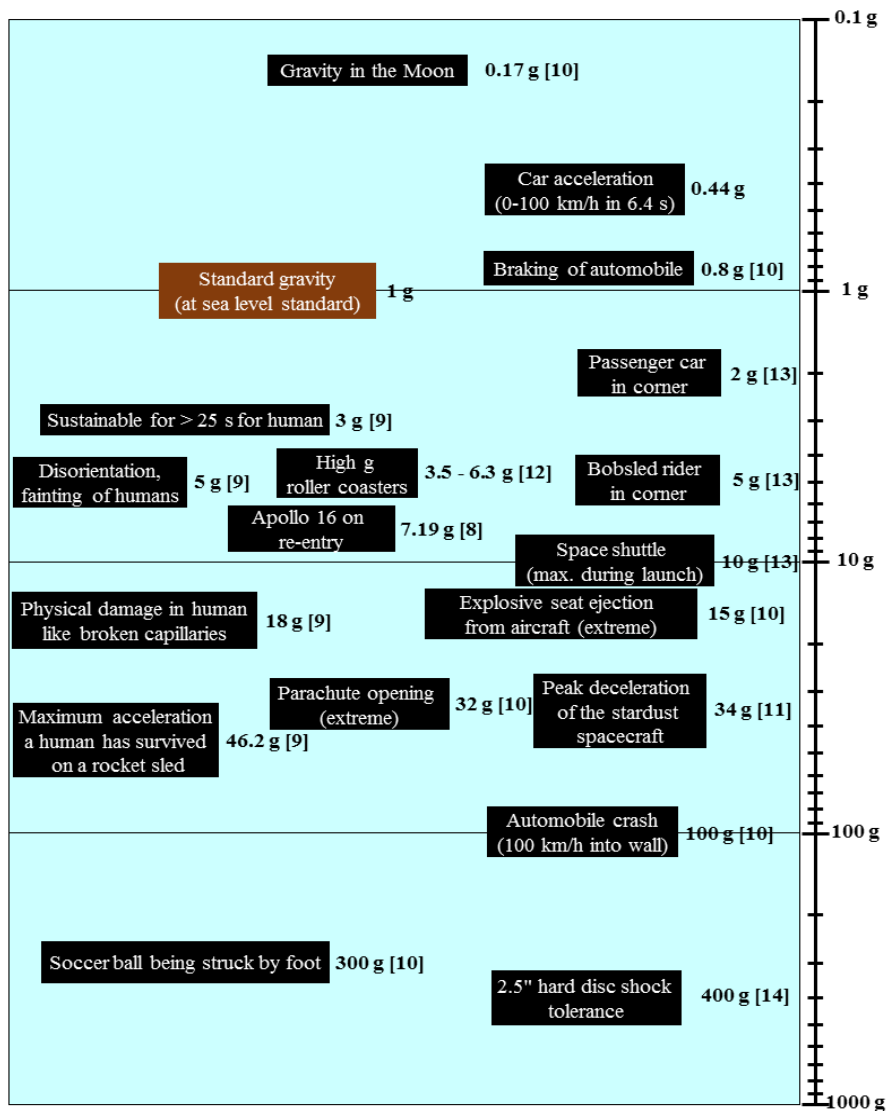 0.1 g
Gravity in the Moon 0.17 g [10]
Car acceleration
(0-100 km/h in 6.4 s) 0.44 g
Braking of automobile 0.8 g [10]
Standard gravity
(at sea level standard) 1 g
1 g
Passenger car
in corner 2 g [13]
Sustainable for > 25 s for human 3 g [9]
Disorientation,
fainting of humans 5 g [9]
High g
roller coasters 3.5 - 6.3 g [12]
Bobsled rider
in corner 5 g [13]
Apollo 16 on
re-entry 7.19 g [8]
Space shuttle
(max. during launch) 10 g [13]
10 g
Physical damage in human
like broken capillaries 18 g [9]
Explosive seat ejection
from aircraft (extreme) 15 g [10]
Parachute opening
(extreme) 32 g [10]
Peak deceleration
of the stardust
spacecraft 34 g [11]
Maximum acceleration
a human has survived
on a rocket sled 46.2 g [9]
Automobile crash
(100 km/h into wall) 100 g [10]
100 g
Soccer ball being struck by foot 300 g [10]
2.5" hard disc shock
tolerance 400 g [14]
1000 g